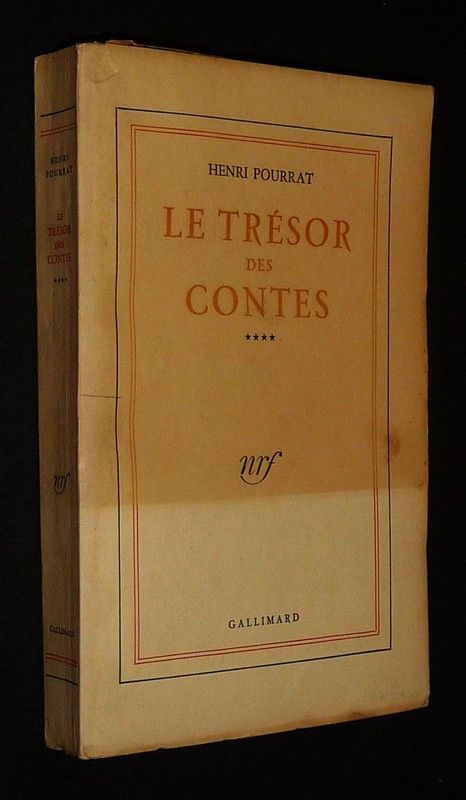 HENRI
POURRAT
LE
TRÉSOR
DES
CONTES
★★★★
nrf
GALLIMARD
HENRI POURRAT
LE TRÉSOR
DES
CONTES
★★★★
nrf
GALLIMARD